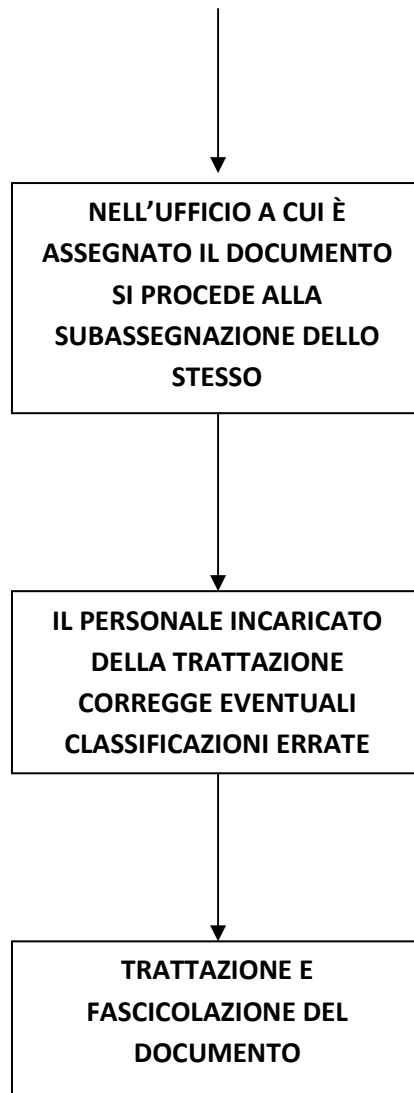 NELL’UFFICIO A CUI È
ASSEGNATO IL DOCUMENTO
SI PROCEDE ALLA
SUBASSEGNAZIONE DELLO
STESSO
IL PERSONALE INCARICATO
DELLA TRATTAZIONE
CORREGGE EVENTUALI
CLASSIFICAZIONI ERRATE
TRATTAZIONE E
FASCICOLAZIONE DEL
DOCUMENTO